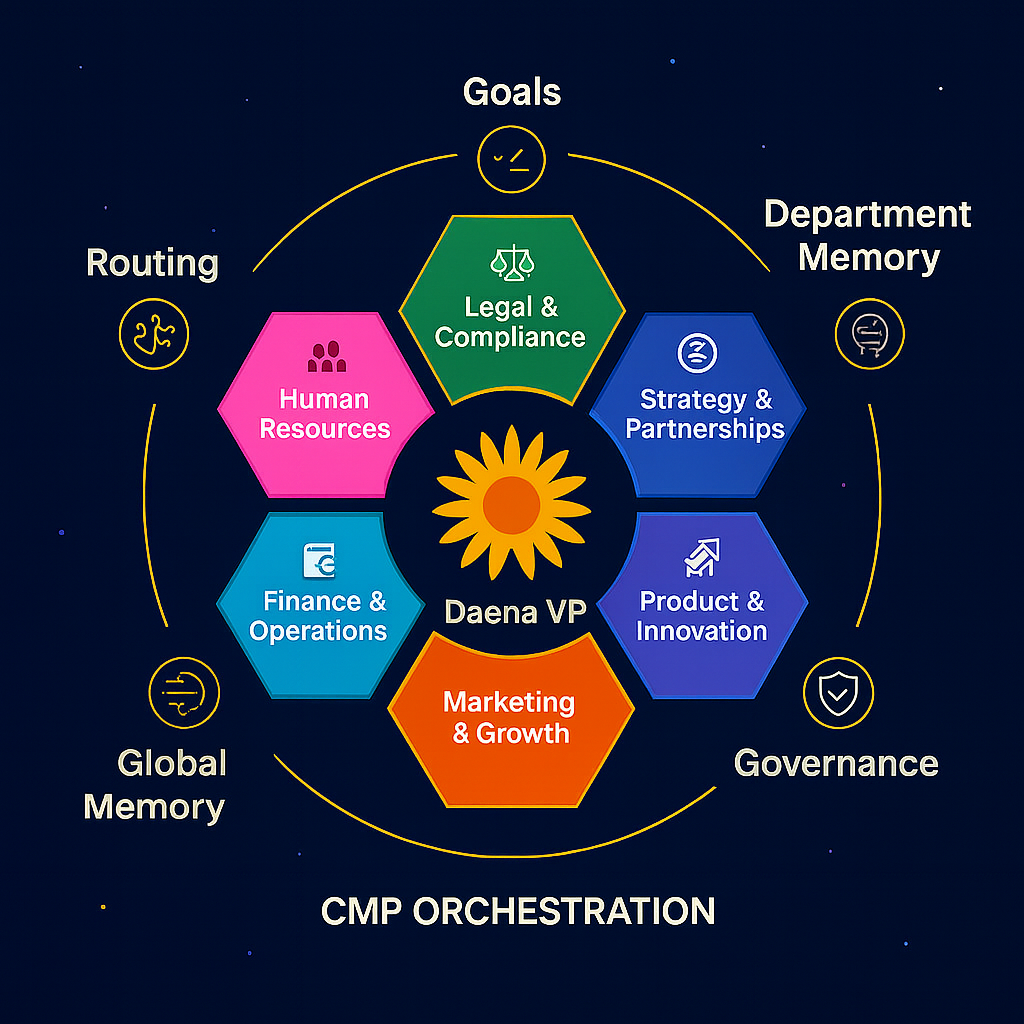 Goals
Department
Memory
Routing
Legal &
Compliance
Human
Resources
Strategy &
Partnerships
Finance &
Operations
Daena VP
Product &
Innovation
Marketing
& Growth
Global
Memory
Governance
CMP ORCHESTRATION